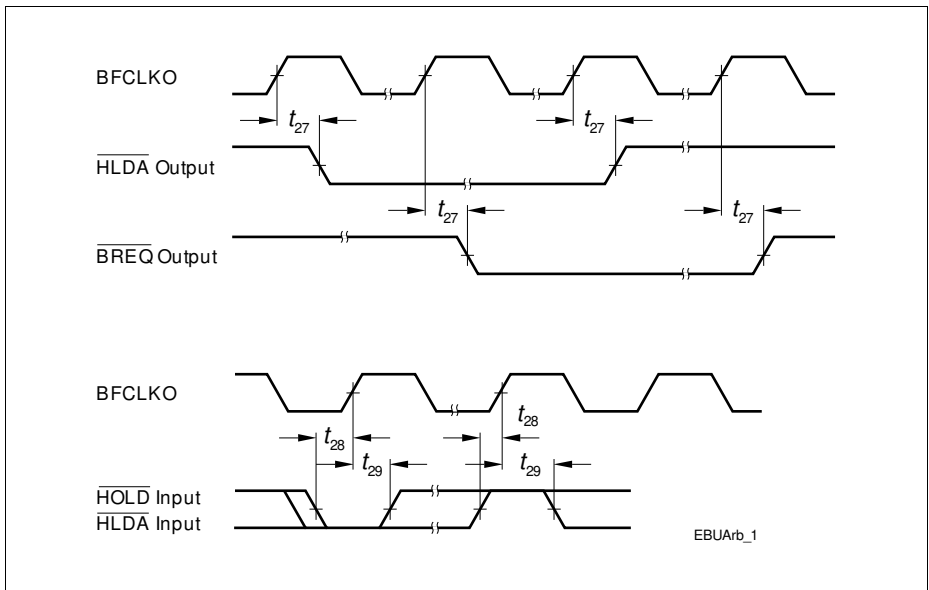 BFCLKO
t27 t27
HLDA Output
t27 t27
BREQ Output
BFCLKO
t28
t28
t29 t29
HOLD Input
HLDA Input
EBUArb_1